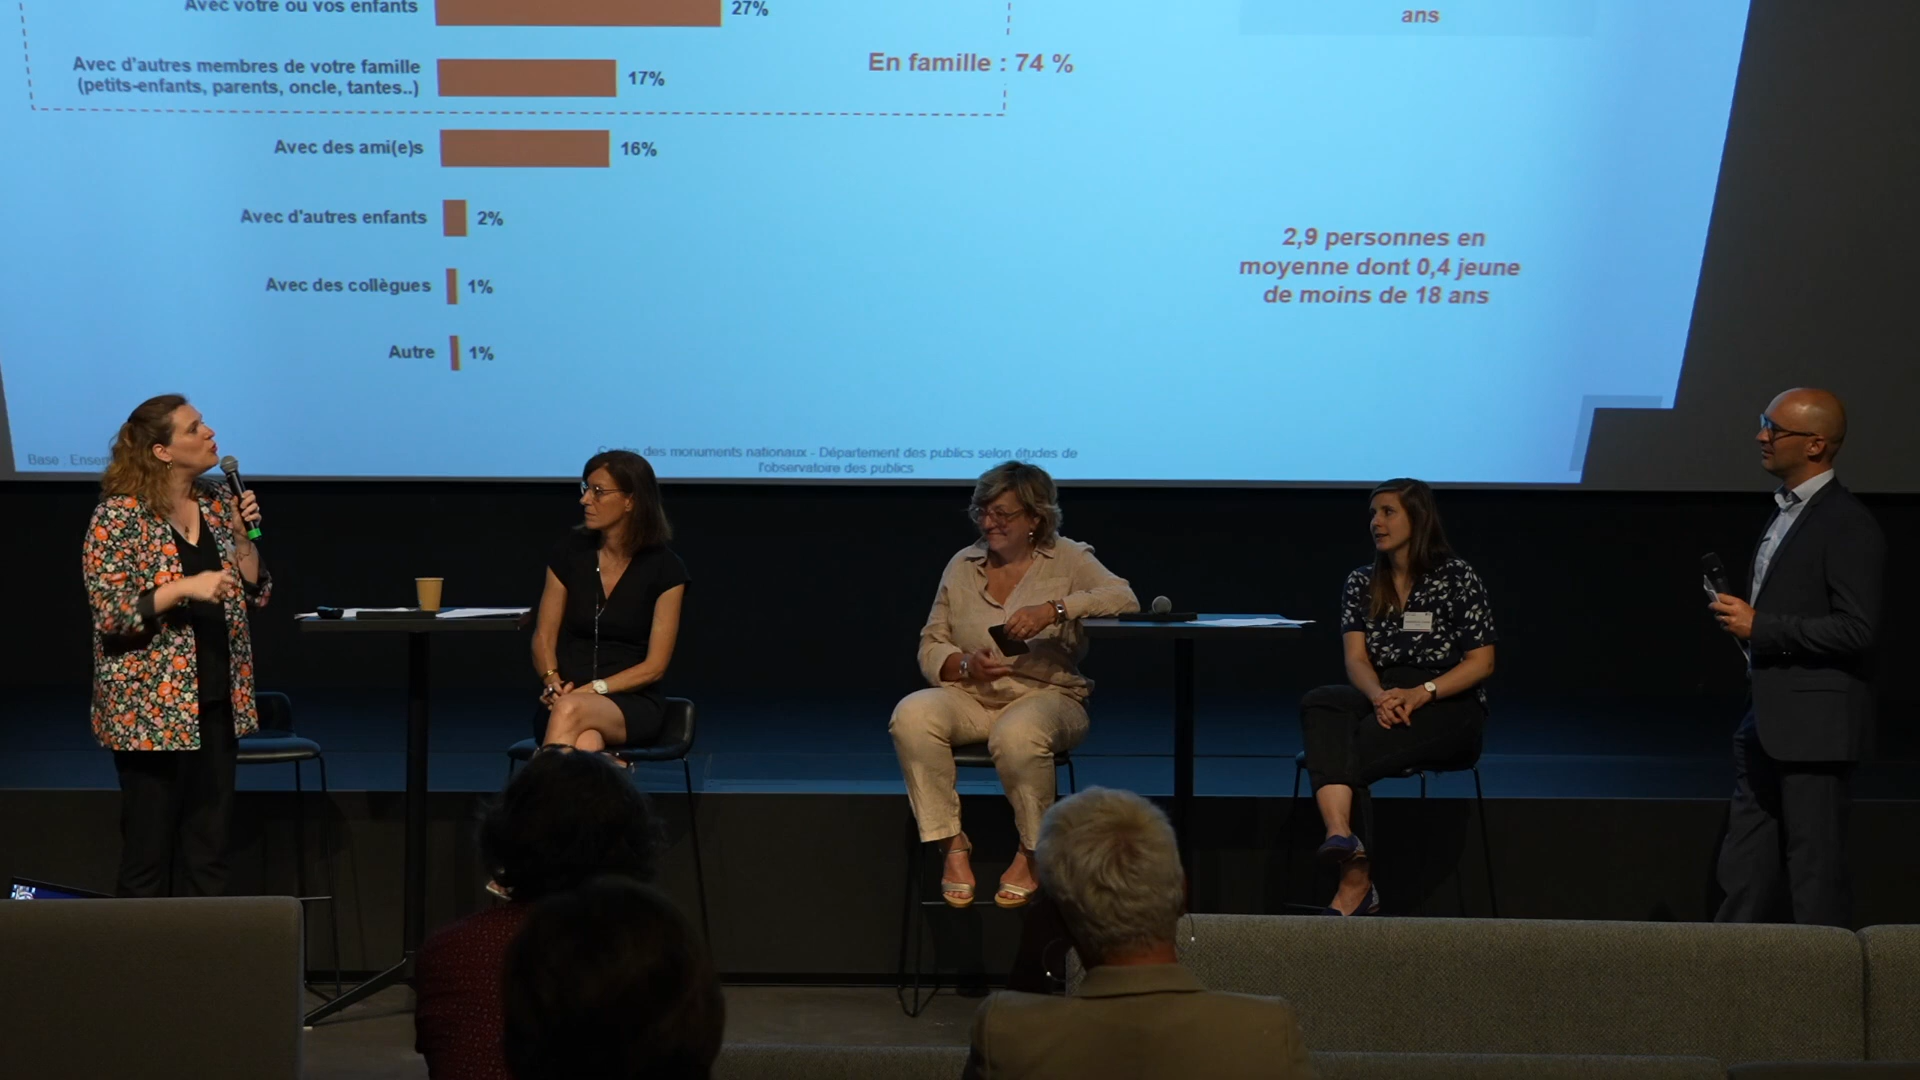 Avec votre ou vos enfants
27%
ans
Avec d'autres membres de votre famille
(petits-enfants, parents, oncle, tantes..)
17%
En famille : 74 %
Avec des ami(e)s
16%
Avec d'autres enfants
2%
2,9 personnes en
moyenne dont 0,4 jeune
de moins de 18 ans
Avec des collègues
1%
Autre
1%
Base : Ensem
des monuments nationaux - Département des publics selon études de
l'observatoire des publics